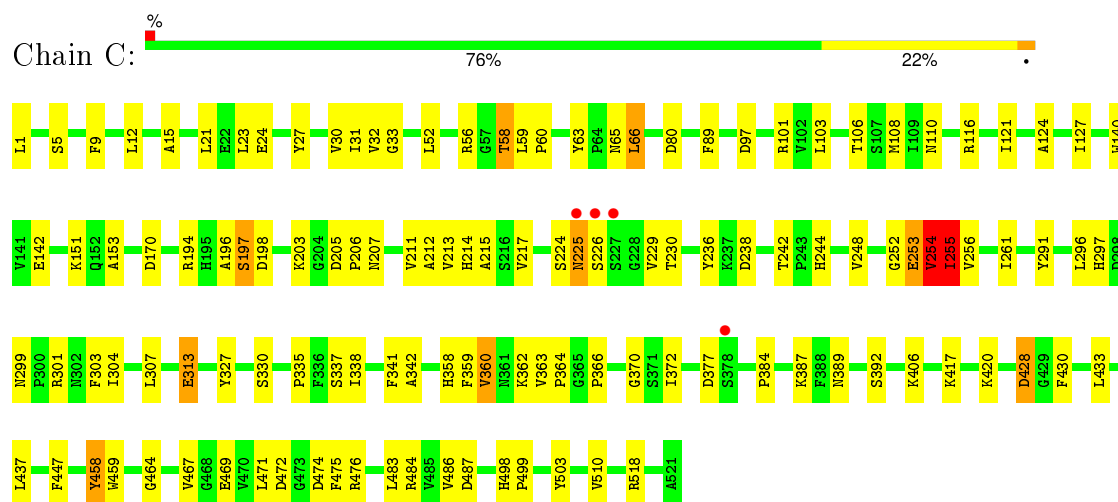 %
Chain C:
76% 22% •
L1 S5 F9 L12 A15 L21 E22 L23 E24 Y27 V30 I31 V32 G33 L52 R56 G57 T58 L59 P60 Y63 P64 N65 L66 D80 F89 D97 R101 V102 L103 T106 S107 M108 I109 N110 R116 I121 A124 I127 W140
V141 E142 K151 Q152 A153 D170 R194 H195 A196 S197 D198 K203 G204 D205 P206 N207 V211 A212 V213 H214 A215 S216 V217 S224 N225 S226 S227 G228 V229 T230 Y236 K237 D238 T242 P243 H244 V248 G252 E253 V254 I255 V256 I261 Y291 L296 H297 D298
N299 P300 R301 N302 F303 I304 L307 E313 Y327 S330 P335 F336 S337 I338 F341 A342 H358 F359 V360 N361 K362 V363 P364 G365 P366 G370 S371 I372 D377 S378 P384 K387 F388 N389 S392 K406 K417 K420 D428 G429 F430 L433
L437 F447 Y458 W459 G464 V467 G468 E469 V470 L471 D472 G473 D474 F475 R476 L483 R484 V485 V486 D487 H498 P499 Y503 V510 R518 A521